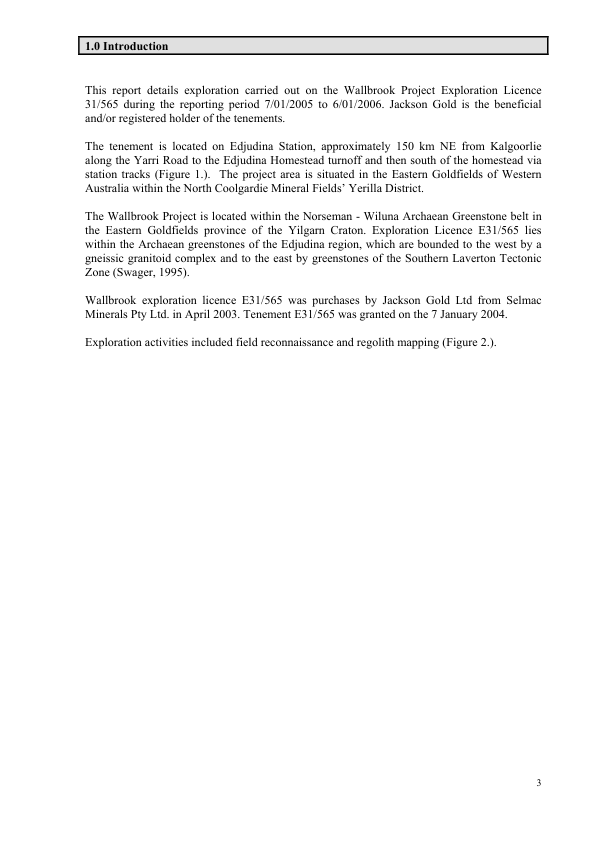 1.0 Introduction
This report details exploration carried out on the Wallbrook Project Exploration Licence
31/565 during the reporting period 7/01/2005 to 6/01/2006. Jackson Gold is the beneficial
and/or registered holder of the tenements.
The tenement is located on Edjudina Station, approximately 150 km NE from Kalgoorlie
along the Yarri Road to the Edjudina Homestead turnoff and then south of the homestead via
station tracks (Figure 1.).  The project area is situated in the Eastern Goldfields of Western
Australia within the North Coolgardie Mineral Fields’ Yerilla District.
The Wallbrook Project is located within the Norseman - Wiluna Archaean Greenstone belt in
the Eastern Goldfields province of the Yilgarn Craton. Exploration Licence E31/565 lies
within the Archaean greenstones of the Edjudina region, which are bounded to the west by a
gneissic granitoid complex and to the east by greenstones of the Southern Laverton Tectonic
Zone (Swager, 1995).
Wallbrook exploration licence E31/565 was purchases by Jackson Gold Ltd from Selmac
Minerals Pty Ltd. in April 2003. Tenement E31/565 was granted on the 7 January 2004.
Exploration activities included field reconnaissance and regolith mapping (Figure 2.).
3